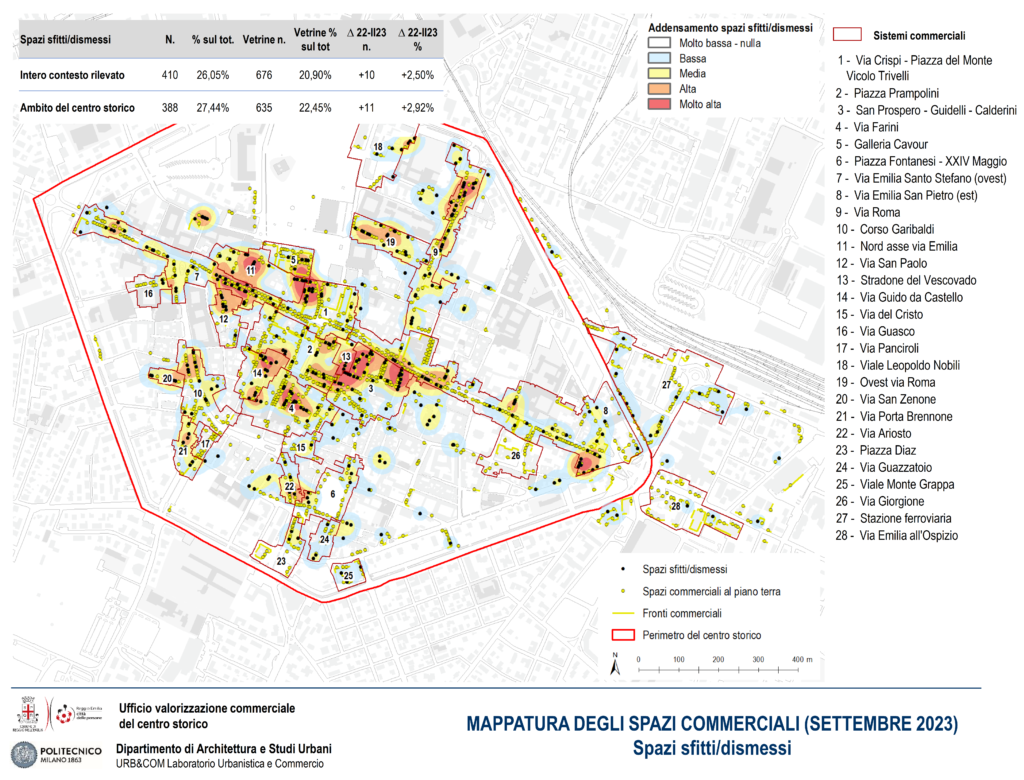 Spazi sfitti/dismessi N. % sul tot. Vetrine n. Vetrine % sul tot Δ 22-II23 n. Δ 22-II23 %
Intero contesto rilevato 410 26,05% 676 20,90% +10 +2,50%
Ambito del centro storico 388 27,44% 635 22,45% +11 +2,92%
Addensamento spazi sfitti/dismessi
Molto bassa - nulla
Bassa
Media
Alta
Molto alta
Sistemi commerciali
1 - Via Crispi - Piazza del Monte
Vicolo Trivelli
2 - Piazza Prampolini
3 - San Prospero - Guidelli - Calderini
4 - Via Farini
5 - Galleria Cavour
6 - Piazza Fontanesi - XXIV Maggio
7 - Via Emilia Santo Stefano (ovest)
8 - Via Emilia San Pietro (est)
9 - Via Roma
10 - Corso Garibaldi
11 - Nord asse via Emilia
12 - Via San Paolo
13 - Stradone del Vescovado
14 - Via Guido da Castello
15 - Via del Cristo
16 - Via Guasco
17 - Via Panciroli
18 - Viale Leopoldo Nobili
19 - Ovest via Roma
20 - Via San Zenone
21 - Via Porta Brennone
22 - Via Ariosto
23 - Piazza Diaz
24 - Via Guazzatoio
25 - Viale Monte Grappa
26 - Via Giorgione
27 - Stazione ferroviaria
28 - Via Emilia all'Ospizio
18
19
9
5
11
7
16
12
1
2
13
14
3
20
10
4
27
8
17
21
15
26
22
6
28
24
23
25
Spazi sfitti/dismessi
Spazi commerciali al piano terra
Fronti commerciali
Perimetro del centro storico
N
0 100 200 300 400 m
Ufficio valorizzazione commerciale
del centro storico
POLITECNICO
MILANO 1863
Dipartimento di Architettura e Studi Urbani
URB&COM Laboratorio Urbanistica e Commercio
MAPPATURA DEGLI SPAZI COMMERCIALI (SETTEMBRE 2023)
Spazi sfitti/dismessi